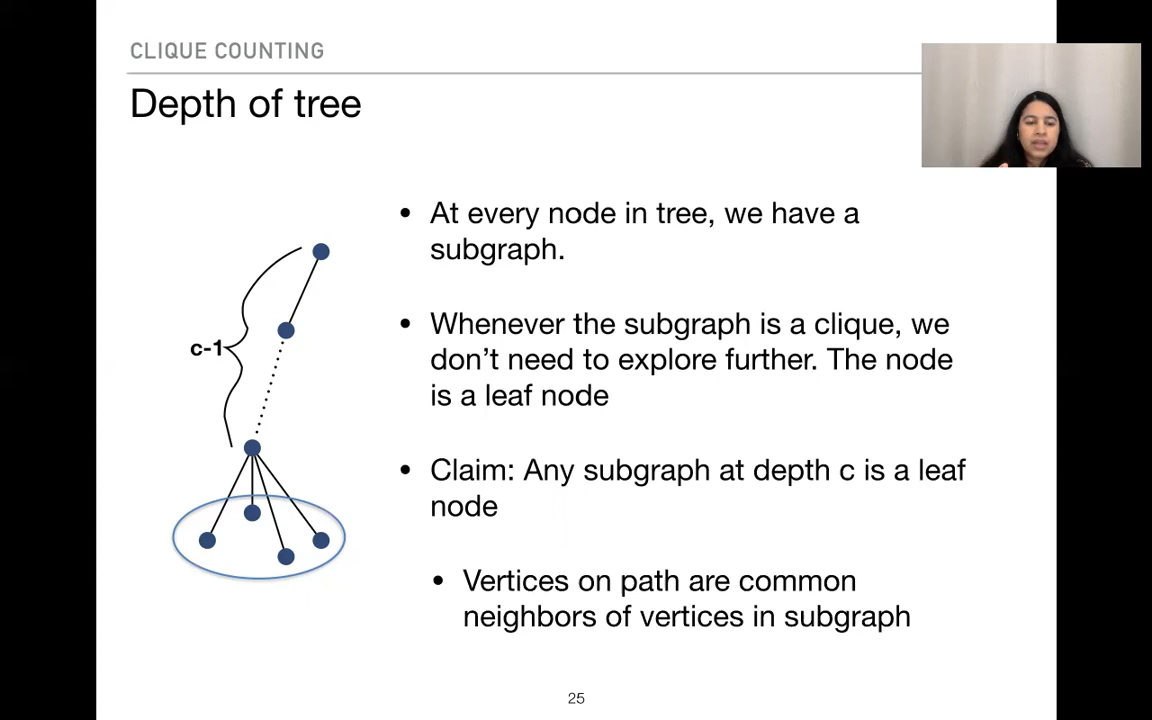 CLIQUE COUNTING
Depth of tree
• At every node in tree, we have a
subgraph.
• Whenever the subgraph is a clique, we
don’t need to explore further. The node
is a leaf node
c-1
• Claim: Any subgraph at depth c is a leaf
node
• Vertices on path are common
neighbors of vertices in subgraph
25